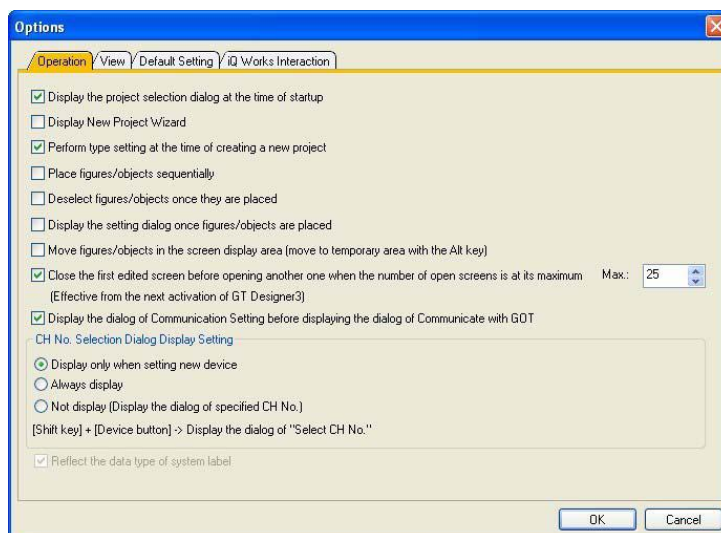 Options
Operation View Default Setting iQ Works Interaction
Display the project selection dialog at the time of startup
Display New Project Wizard
Perform type setting at the time of creating a new project
Place figures/objects sequentially
Deselect figures/objects once they are placed
Display the setting dialog once figures/objects are placed
Move figures/objects in the screen display area (move to temporary area with the Alt key)
Close the first edited screen before opening another one when the number of open screens is at its maximum Max.: 25
(Effective from the next activation of GT Designer3)
Display the dialog of Communication Setting before displaying the dialog of Communicate with GOT
CH No. Selection Dialog Display Setting
Display only when setting new device
Always display
Not display (Display the dialog of specified CH No.)
[Shift key] + [Device button] -> Display the dialog of "Select CH No."
Reflect the data type of system label
OK Cancel